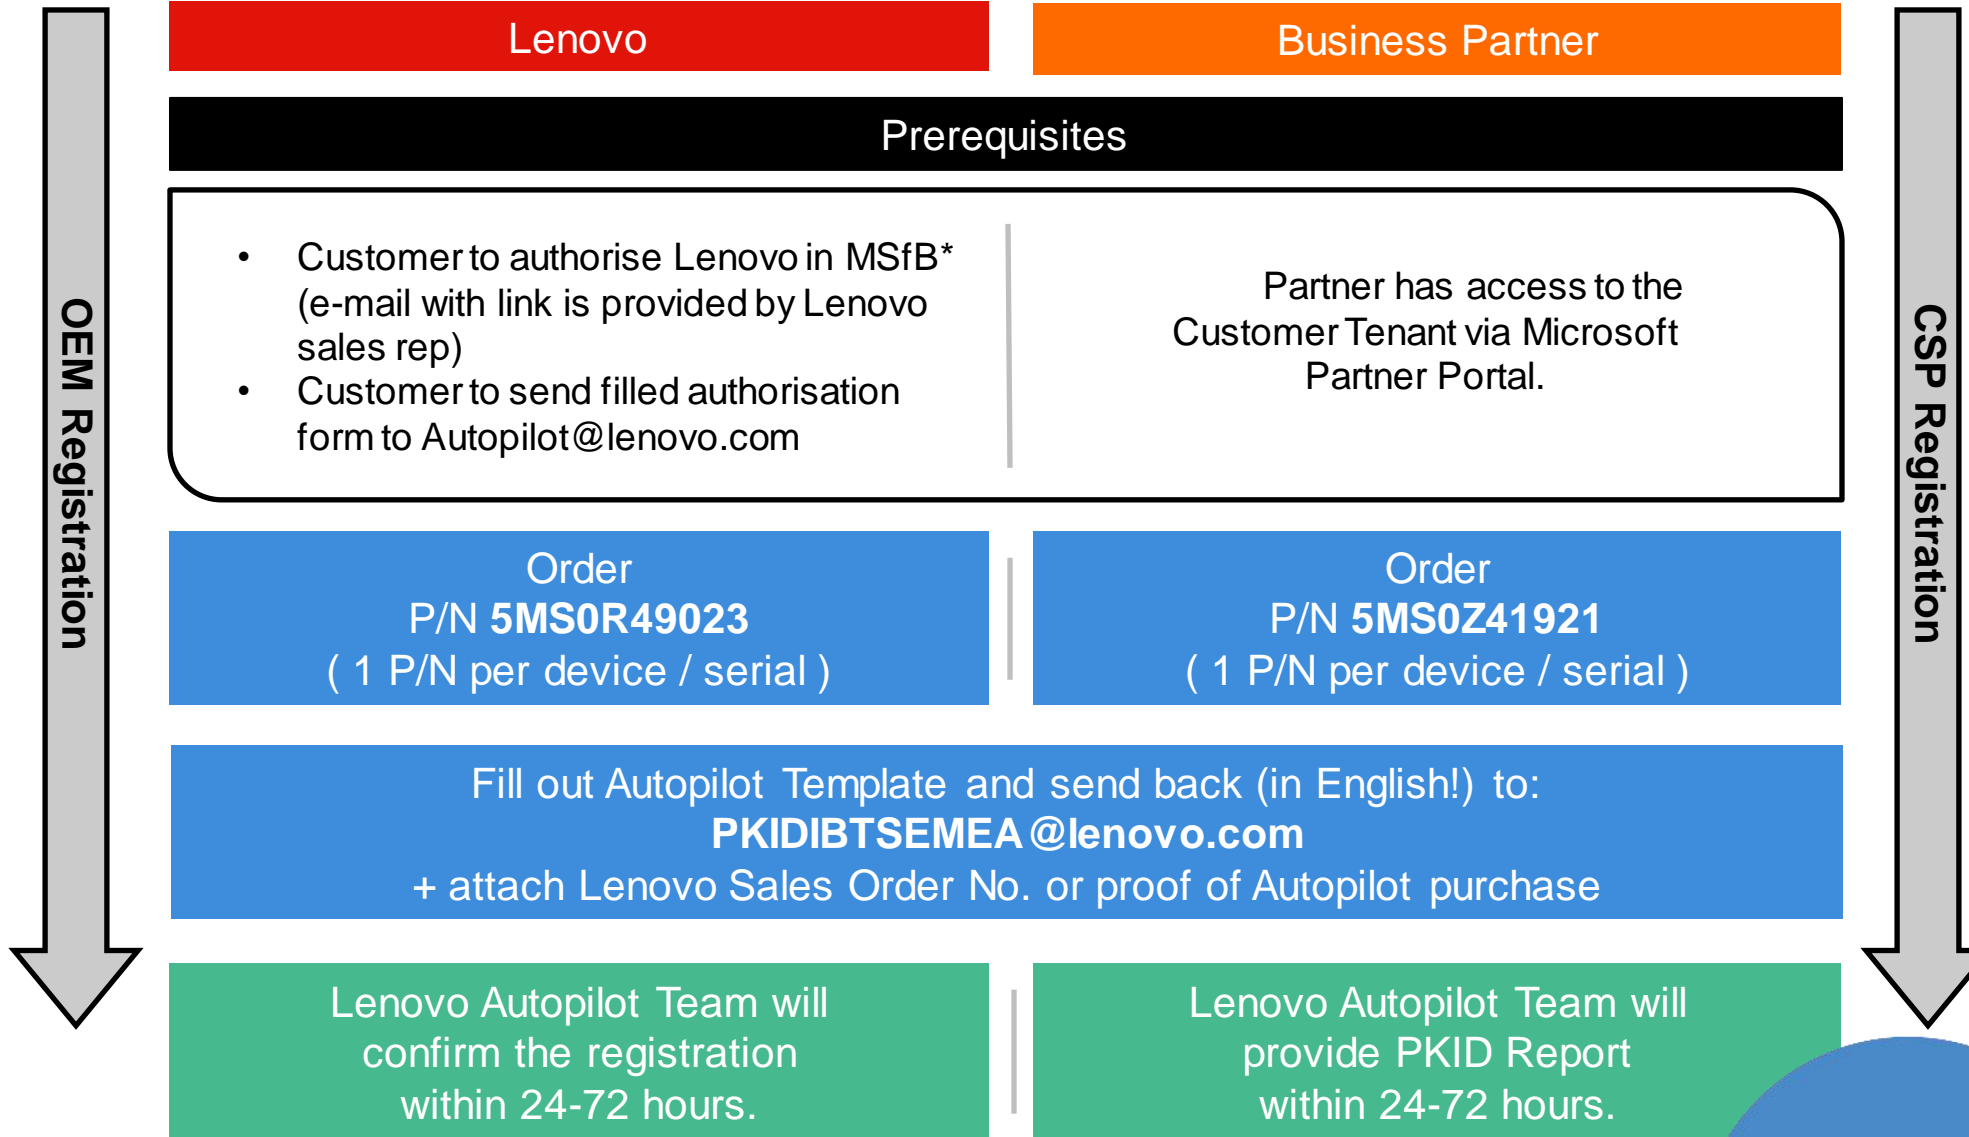 Lenovo
Business Partner
Prerequisites
• Customer to authorise Lenovo in MSfB*
(e-mail with link is provided by Lenovo
sales rep)
• Customer to send filled authorisation
form to Autopilot@lenovo.com
Partner has access to the
Customer Tenant via Microsoft
Partner Portal.
OEM Registration
CSP Registration
Order
P/N 5MS0R49023
( 1 P/N per device / serial )
Order
P/N 5MS0Z41921
( 1 P/N per device / serial )
Fill out Autopilot Template and send back (in English!) to:
PKIDIBTSEMEA@lenovo.com
+ attach Lenovo Sales Order No. or proof of Autopilot purchase
Lenovo Autopilot Team will
confirm the registration
within 24-72 hours.
Lenovo Autopilot Team will
provide PKID Report
within 24-72 hours.